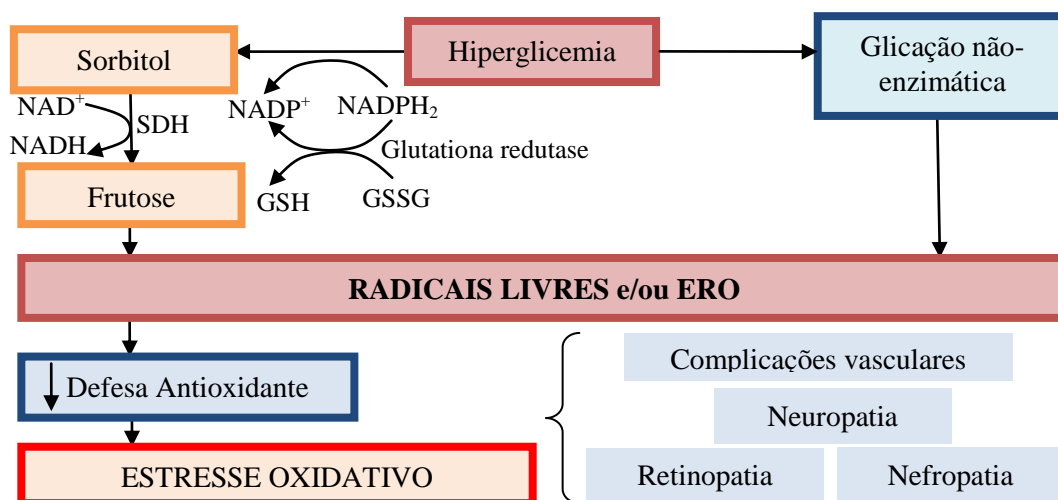 Hiperglicemia
Sorbitol
Glicação não-
enzimática
NAD⁺
SDH
NADH
NADP⁺
NADPH₂
Glutationa redutase
GSH
GSSG
Frutose
RADICAIS LIVRES e/ou ERO
Defesa Antioxidante
ESTRESSE OXIDATIVO
Complicações vasculares
Neuropatia
Retinopatia
Nefropatia